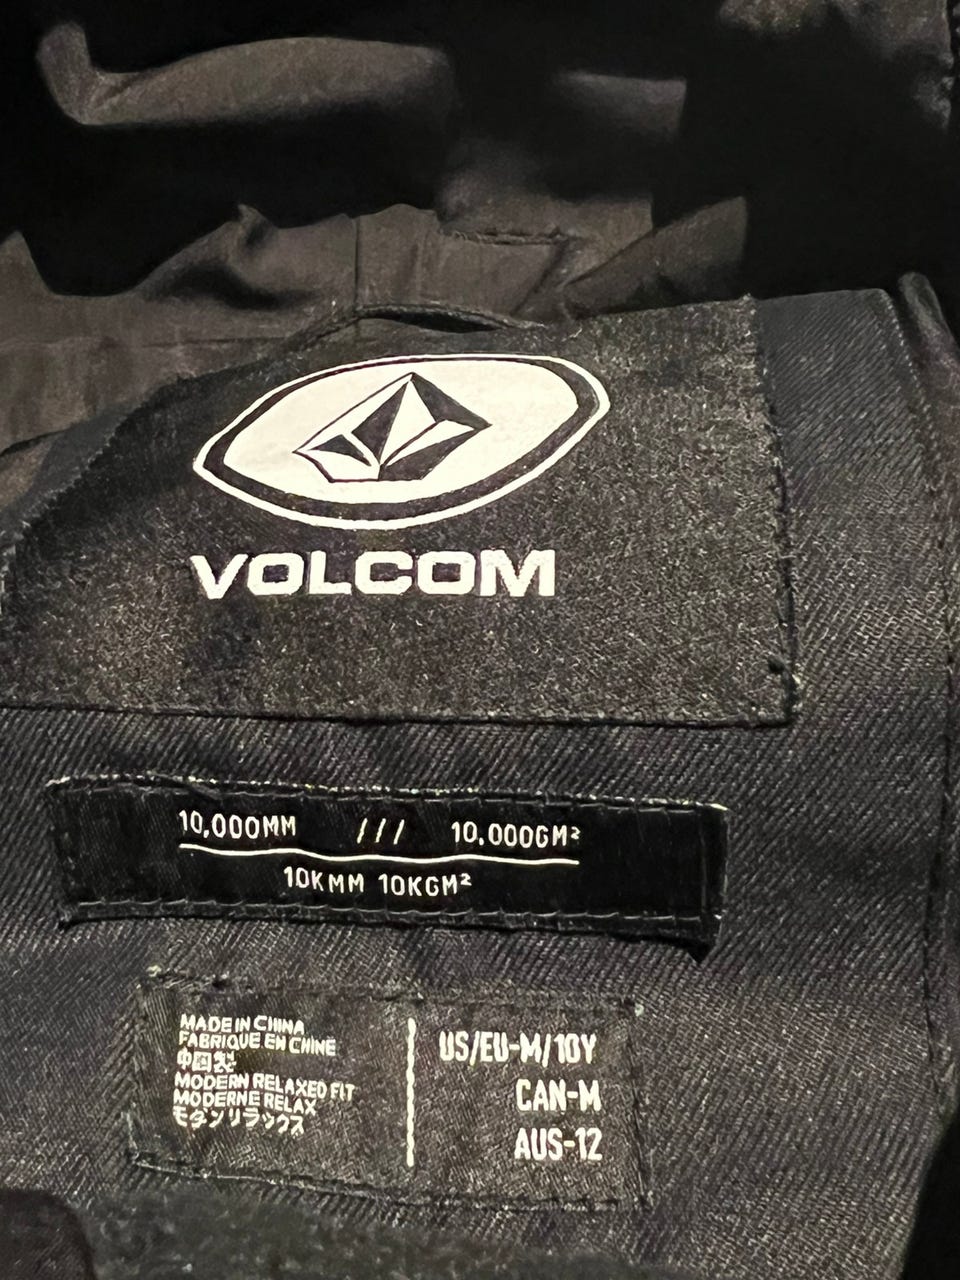 VOLCOM
10,000MM /// 10,000GM²
10KMM 10KGM²
MADE IN CHINA
FABRIQUE EN CHINE
中国製
MODERN RELAXED FIT
MODERNE RELAX
モダンリラックス
US/EU-M/10Y
CAN-M
AUS-12